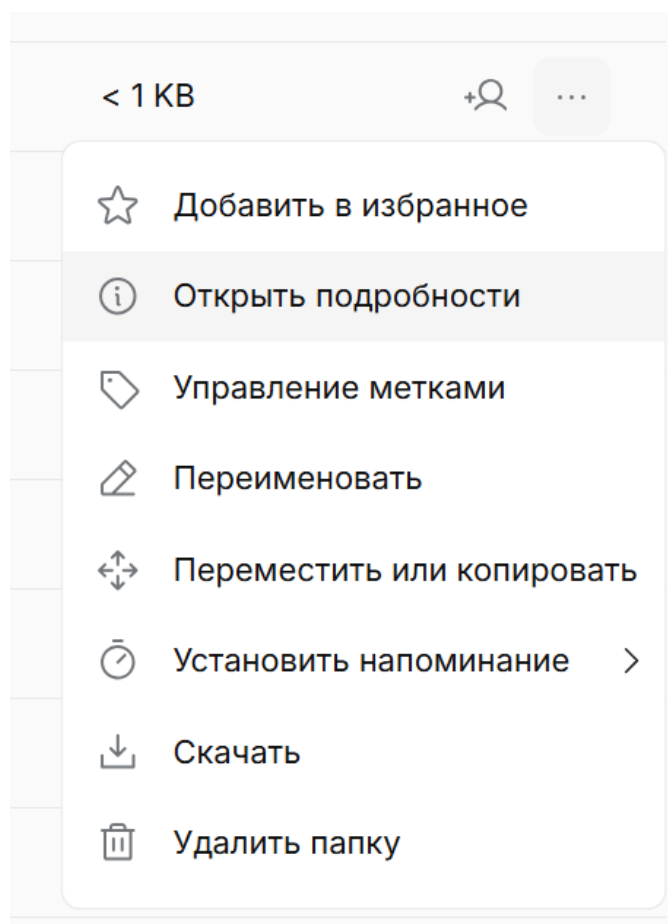 < 1 KB
Добавить в избранное
Открыть подробности
Управление метками
Переименовать
Переместить или копировать
Установить напоминание
Скачать
Удалить папку